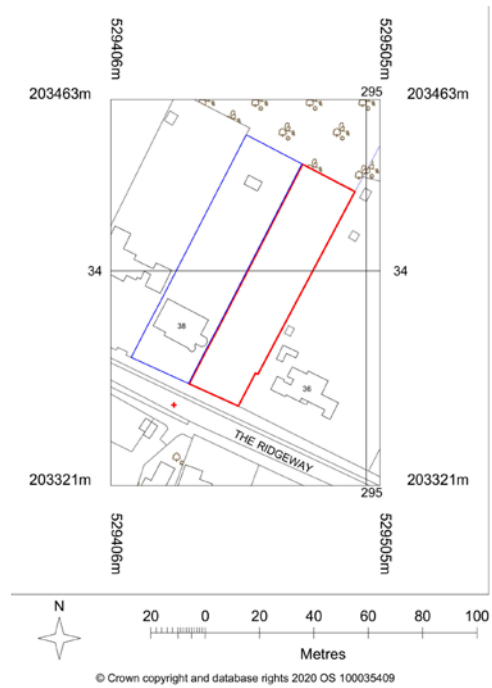 529406m
529505m
203463m
295
203463m
34
34
38
36
THE RIDGEWAY
203321m
295
203321m
529406m
529505m
N
20 0 20 40 60 80 100
Metres
© Crown copyright and database rights 2020 OS 100035409